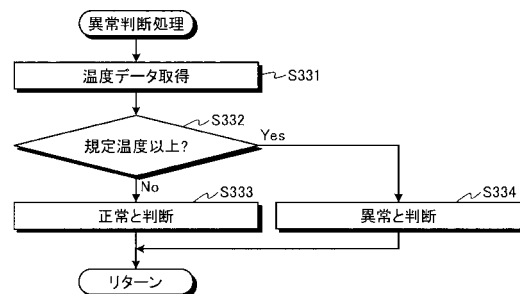 異常判断処理
温度データ取得
S331
S332
規定温度以上?
Yes
No
S333
S334
正常と判断
異常と判断
リターン